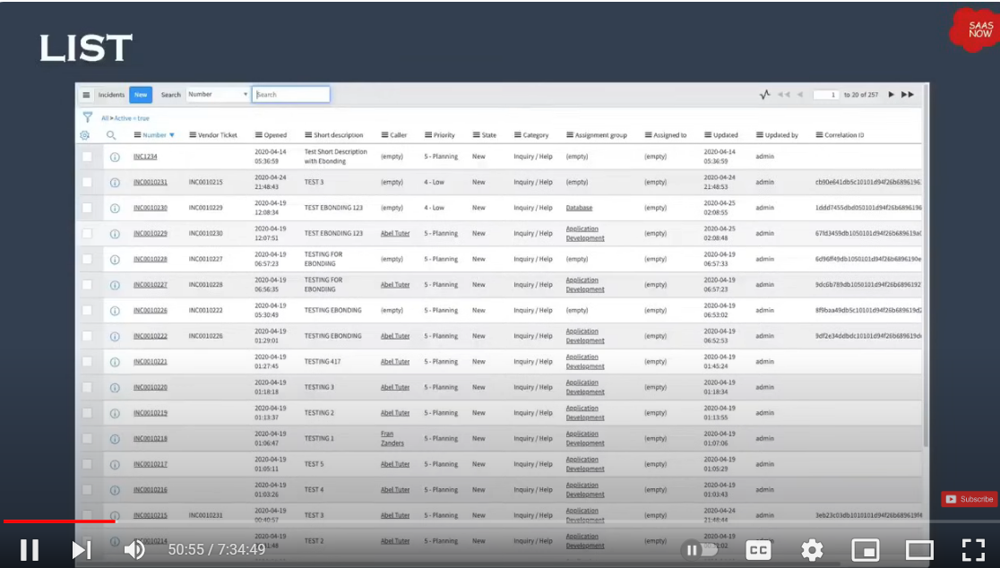 LIST
SAAS
NOW
Incidents New Search Number Search 1 to 20 of 257
All > Active = true
Number Vendor Ticket Opened Short description Caller Priority State Category Assignment group Assigned to Updated Updated by Correlation ID
INC1234 2020-04-14 05:36:59 Test Short Description with Ebonding (empty) 5 - Planning New Inquiry / Help (empty) (empty) 2020-04-14 05:36:59 admin
INC0010231 INC0010215 2020-04-24 21:48:43 TEST 3 (empty) 4 - Low New Inquiry / Help (empty) (empty) 2020-04-24 21:48:53 admin
INC0010230 INC0010229 2020-04-19 12:08:34 TEST EBONDING 123 (empty) 4 - Low New Inquiry / Help Database (empty) 2020-04-25 02:08:55 admin
INC0010229 INC0010230 2020-04-19 12:07:51 TEST EBONDING 123 Abel Tuter 5 - Planning New Inquiry / Help Application Development (empty) 2020-04-25 02:08:48 admin
INC0010228 INC0010227 2020-04-19 06:57:23 TESTING FOR EBONDING (empty) 5 - Planning New Inquiry / Help (empty) (empty) 2020-04-19 06:57:33 admin
INC0010227 INC0010228 2020-04-19 06:56:35 TESTING FOR EBONDING Abel Tuter 5 - Planning New Inquiry / Help Application Development (empty) 2020-04-19 06:57:23 admin
INC0010226 INC0010222 2020-04-19 05:30:49 TESTING EBONDING (empty) 5 - Planning New Inquiry / Help (empty) (empty) 2020-04-19 06:53:02 admin
INC0010222 INC0010226 2020-04-19 01:29:01 TESTING EBONDING Abel Tuter 5 - Planning New Inquiry / Help Application Development (empty) 2020-04-19 06:52:53 admin
INC0010221 2020-04-19 01:27:45 TESTING 417 Abel Tuter 5 - Planning New Inquiry / Help Application Development (empty) 2020-04-19 01:45:24 admin
INC0010220 2020-04-19 01:18:18 TESTING 3 Abel Tuter 5 - Planning New Inquiry / Help Application Development (empty) 2020-04-19 01:18:34 admin
INC0010219 2020-04-19 01:13:37 TESTING 2 Abel Tuter 5 - Planning New Inquiry / Help Application Development (empty) 2020-04-19 01:13:55 admin
INC0010218 2020-04-19 01:06:47 TESTING 1 Fran Zanders 5 - Planning New Inquiry / Help Application Development (empty) 2020-04-19 01:07:06 admin
INC0010217 2020-04-19 01:05:11 TEST 5 Abel Tuter 5 - Planning New Inquiry / Help Application Development (empty) 2020-04-19 01:05:29 admin
INC0010216 2020-04-19 01:03:26 TEST 4 Abel Tuter 5 - Planning New Inquiry / Help Application Development (empty) 2020-04-19 01:03:43 admin
Subscribe
INC0010215 INC0010231 2020-04-19 00:40:57 TEST 3 Abel Tuter 5 - Planning New Inquiry / Help Application Development (empty) 2020-04-24 21:48:44 admin
INC0010214 2020-04-19 TEST 2 Abel Tuter 5 - Planning New Inquiry / Help Application Development (empty) 2020-04-19
50:55 / 7:34:49 CC